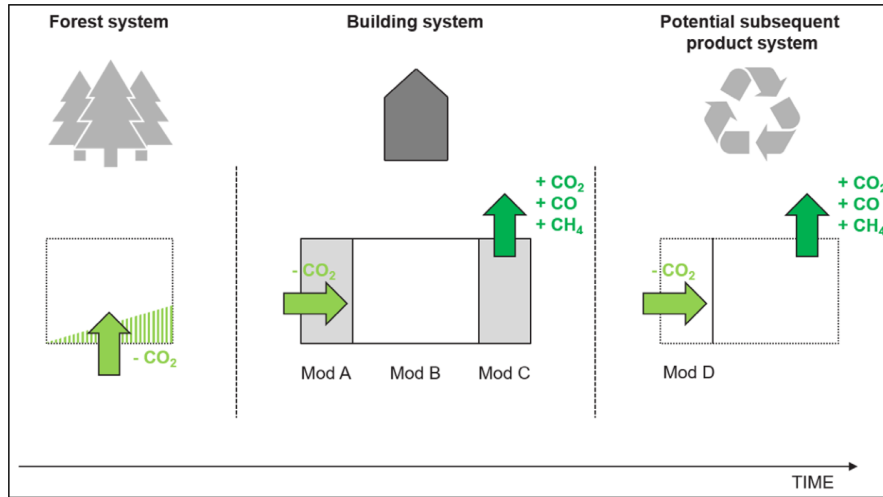 Forest system
Building system
Potential subsequent
product system
+ CO₂
+ CO
+ CH₄
+ CO₂
+ CO
+ CH₄
- CO₂
- CO₂
- CO₂
Mod A
Mod B
Mod C
Mod D
TIME